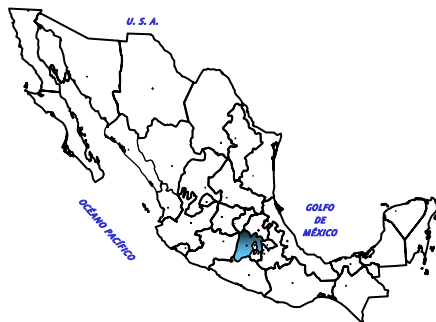 U. S. A.
OCÉANO PACÍFICO
GOLFO
DE
MÉXICO